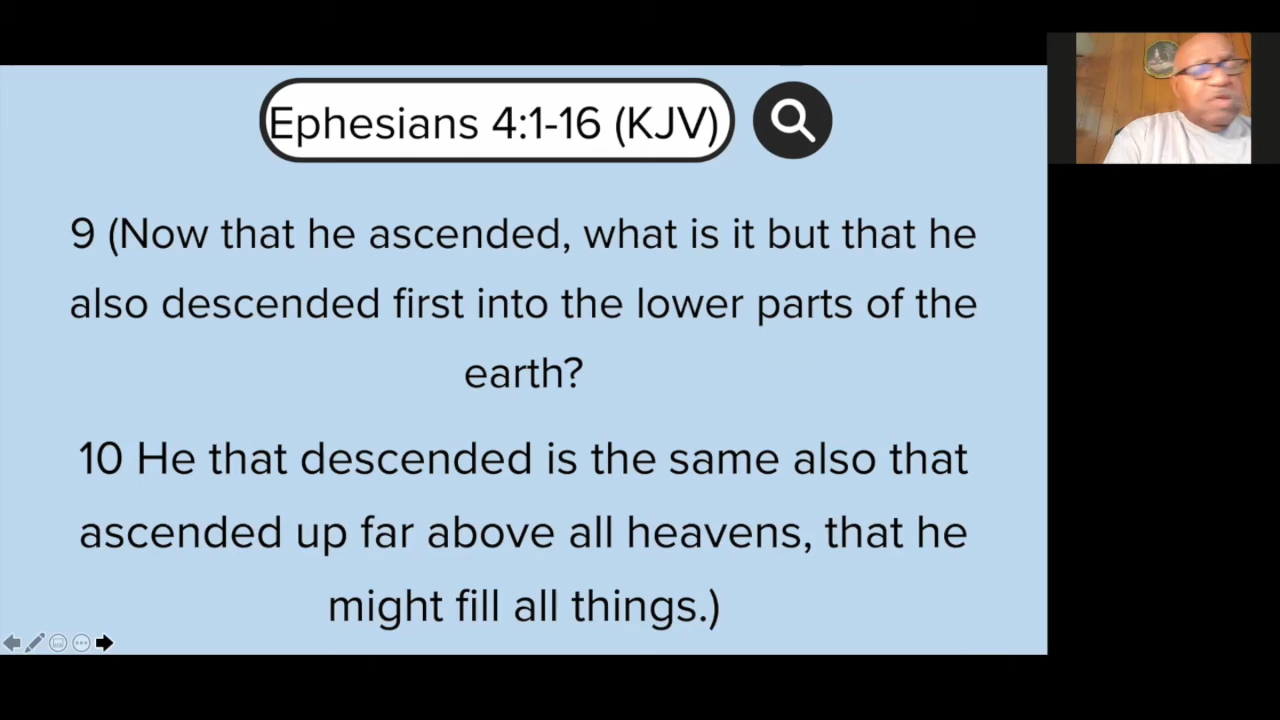 Ephesians 4:1-16 (KJV)
9 (Now that he ascended, what is it but that he
also descended first into the lower parts of the
earth?
10 He that descended is the same also that
ascended up far above all heavens, that he
might fill all things.)